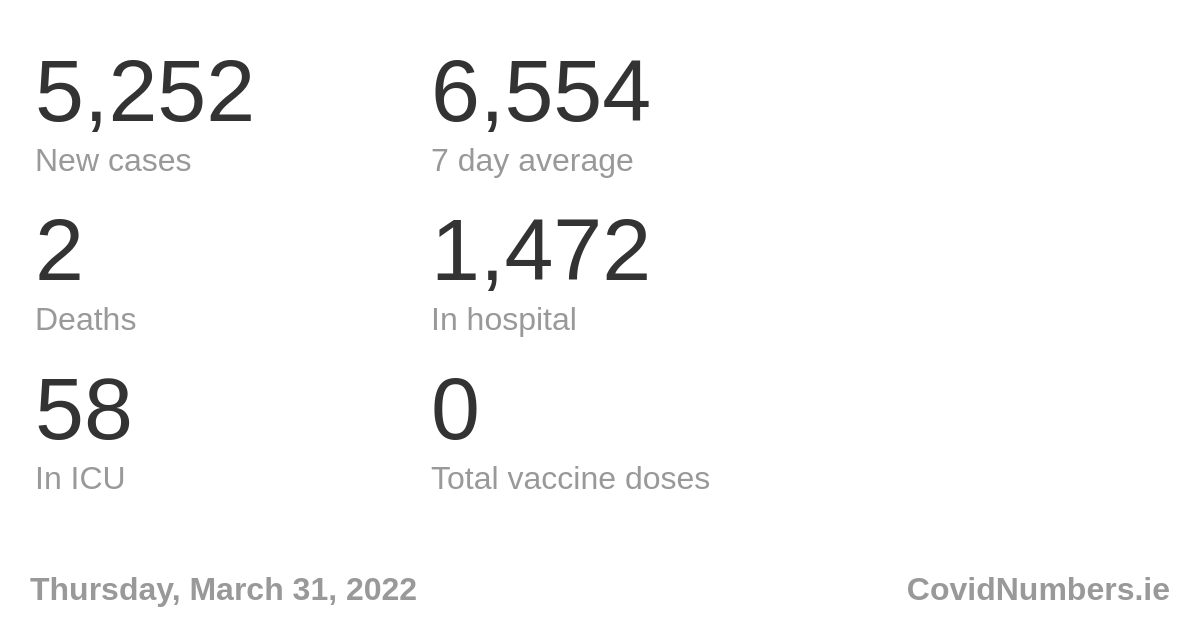 5,252 6,554
New cases 7 day average
2 1,472
Deaths In hospital
58 0
In ICU Total vaccine doses
Thursday, March 31, 2022 CovidNumbers.ie